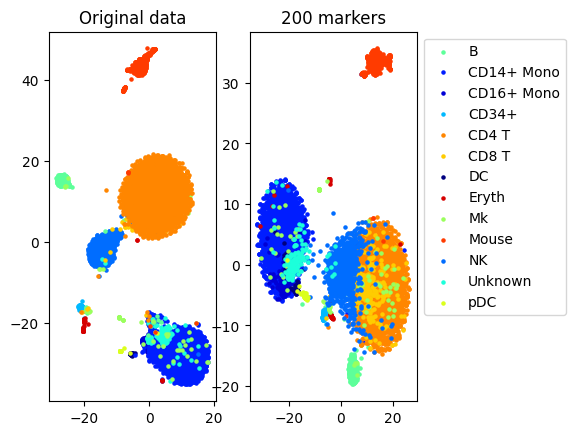 Original data
200 markers
40
20
0
−20
−20
0
20
30
20
10
0
−10
−20
−20
0
20
B
CD14+ Mono
CD16+ Mono
CD34+
CD4 T
CD8 T
DC
Eryth
Mk
Mouse
NK
Unknown
pDC